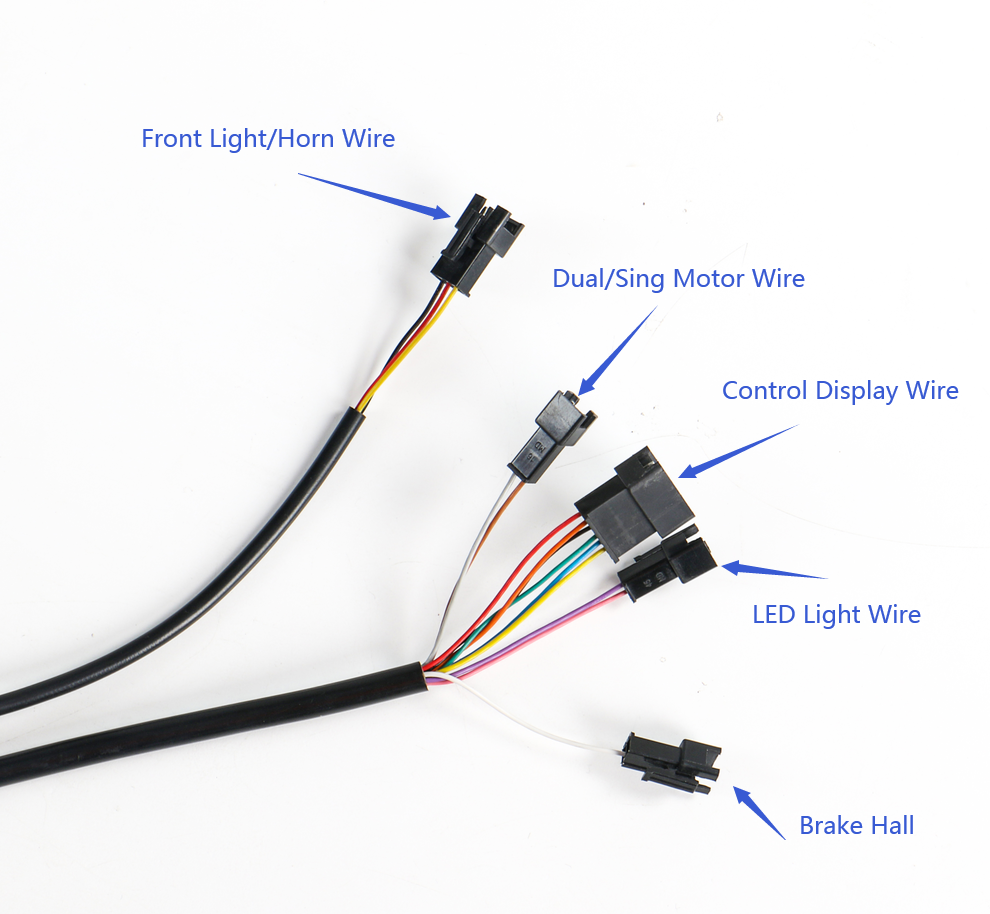 Front Light/Horn Wire
Dual/Sing Motor Wire
Control Display Wire
LED Light Wire
Brake Hall